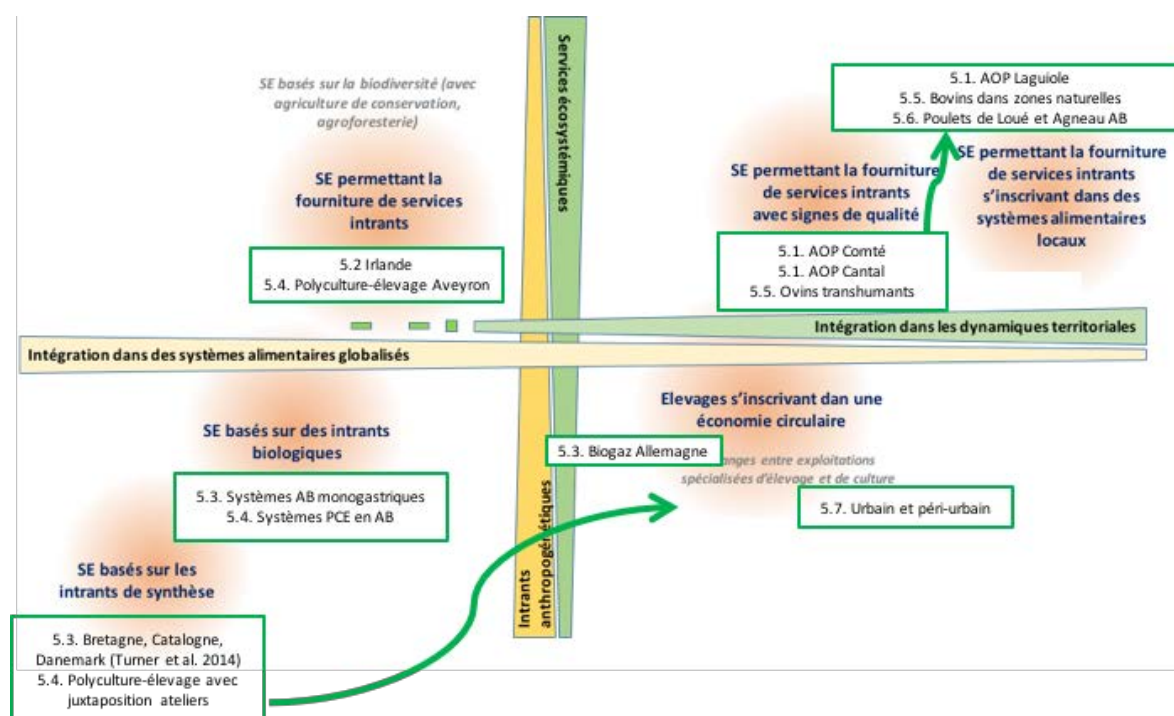 SE basés sur la biodiversité (avec
agriculture de conservation,
agroforesterie)
SE permettant la
fourniture de services
intrants
5.2 Irlande
5.4. Polyculture-élevage Aveyron
Services écosystémiques
5.1. AOP Laguiole
5.5. Bovins dans zones naturelles
5.6. Poulets de Loué et Agneau AB
SE permettant la fourniture
de services intrants
avec signes de qualité
SE permettant la fourniture
de services intrants
s'inscrivant dans des
systèmes alimentaires
locaux
5.1. AOP Comté
5.1. AOP Cantal
5.5. Ovins transhumants
Intégration dans les dynamiques territoriales
Intégration dans des systèmes alimentaires globalisés
SE basés sur des intrants
biologiques
5.3. Systèmes AB monogastriques
5.4. Systèmes PCE en AB
Intrants
anthropogénétiques
Elevages s'inscrivant dan une
économie circulaire
5.3. Biogaz Allemagne
entre exploitations
spécialisées d'élevage et de culture
5.7. Urbain et péri-urbain
SE basés sur les
intrants de synthèse
5.3. Bretagne, Catalogne,
Danemark (Turner et al. 2014)
5.4. Polyculture-élevage avec
juxtaposition ateliers